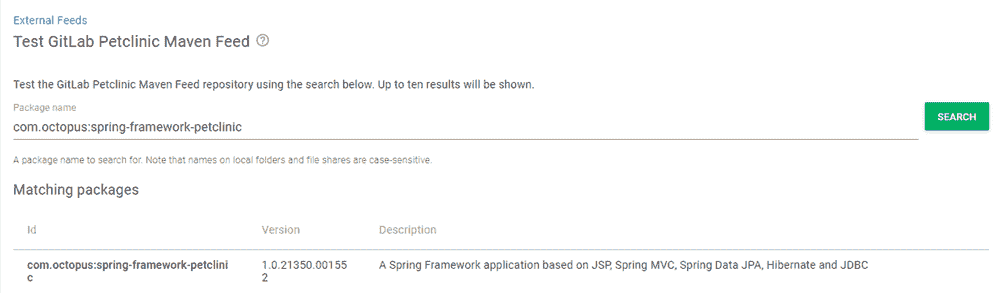 External Feeds
Test GitLab Petclinic Maven Feed
Test the GitLab Petclinic Maven Feed repository using the search below. Up to ten results will be shown.
Package name
com.octopus:spring-framework-petclinic
SEARCH
A package name to search for. Note that names on local folders and file shares are case-sensitive.
Matching packages
Id Version Description
com.octopus:spring-framework-petclini 1.0.21350.00155 A Spring Framework application based on JSP, Spring MVC, Spring Data JPA, Hibernate and JDBC
c 2